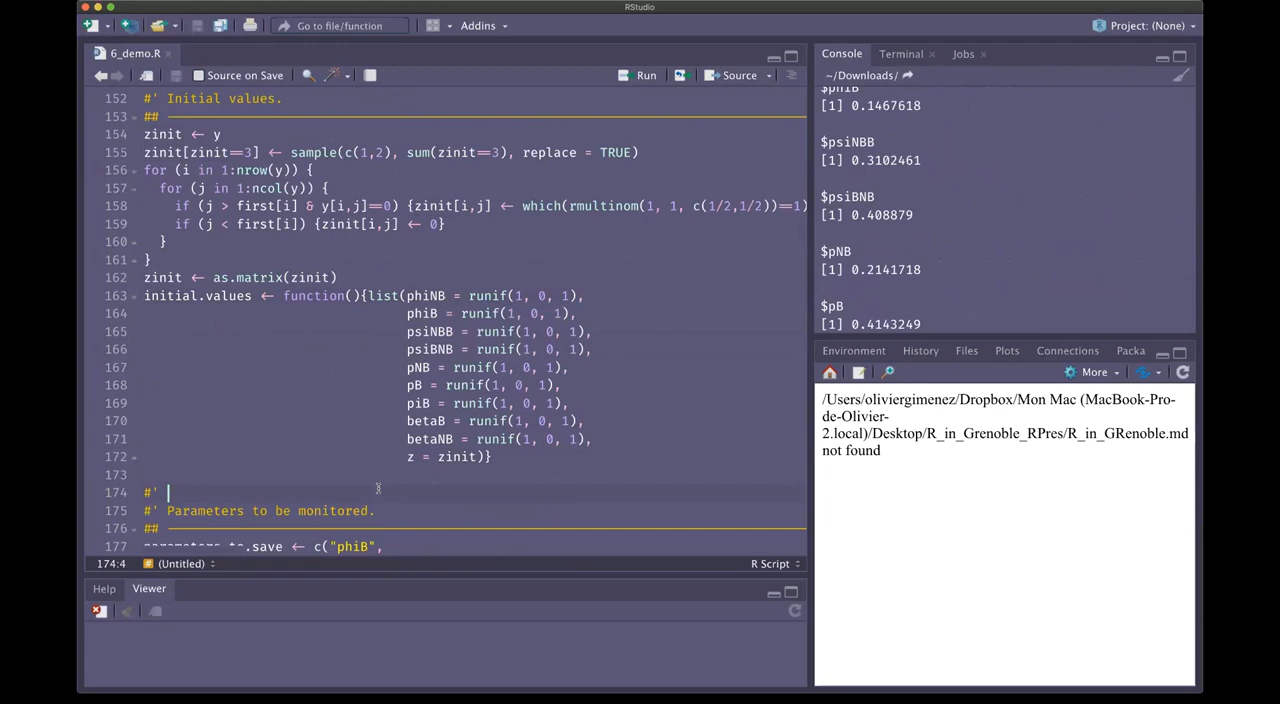 RStudio
Go to file/function
Addins
Project: (None)
6_demo.R
Source on Save
Run
Source
152 #' Initial values.
153 ## ————
154 zinit ← y
155 zinit[zinit==3] ← sample(c(1,2), sum(zinit==3), replace = TRUE)
156 for (i in 1:nrow(y)) {
157 for (j in 1:ncol(y)) {
158 if (j > first[i] & y[i,j]==0) {zinit[i,j] ← which(rmultinom(1, 1, c(1/2,1/2))==1)
159 if (j < first[i]) {zinit[i,j] ← 0}
160 }
161 }
162 zinit ← as.matrix(zinit)
163 initial.values ← function(){list(phiNB = runif(1, 0, 1),
164 phiB = runif(1, 0, 1),
165 psiNBB = runif(1, 0, 1),
166 psiBNB = runif(1, 0, 1),
167 pNB = runif(1, 0, 1),
168 pB = runif(1, 0, 1),
169 piB = runif(1, 0, 1),
170 betaB = runif(1, 0, 1),
171 betaNB = runif(1, 0, 1),
172 z = zinit)}
173
174 #'
175 #' Parameters to be monitored.
176 ## ————
177 parameters.to.save ← c("phiB",
174:4
# (Untitled)
R Script
Help
Viewer
Console
Terminal
Jobs
~/Downloads/
$phiB
[1] 0.1467618
$psiNBB
[1] 0.3102461
$psiBNB
[1] 0.408879
$pNB
[1] 0.2141718
$pB
[1] 0.4143249
Environment
History
Files
Plots
Connections
Packa
More
/Users/oliviergimenez/Dropbox/Mon Mac (MacBook-Pro-
de-Olivier-
2.local)/Desktop/R_in_Grenoble_RPres/R_in_GRenoble.md
not found